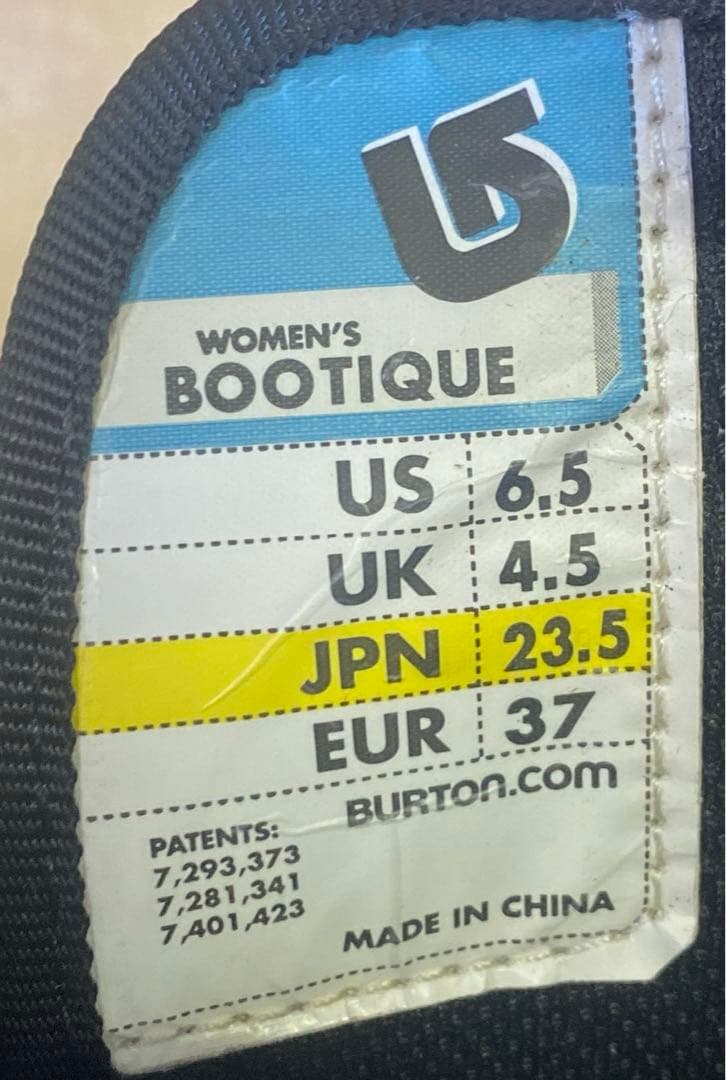 WOMEN'S
BOOTIQUE
US 6.5
UK 4.5
JPN 23.5
EUR 37
BURTON.COM
PATENTS:
7,293,373
7,281,341
7,401,423
MADE IN CHINA